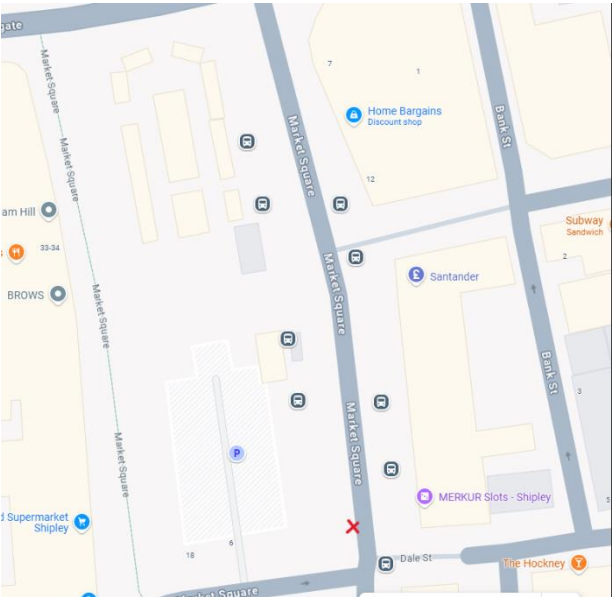 gate
Market Square
7
1
Home Bargains
Discount shop
Bank St
Market Square
Market Square
12
am Hill
33-34
Subway
Sandwich
2
Santander
Market Square
BROWS
Market Square
Bank St
3
Market Square
Market Square
P
MERKUR Slots - Shipley
d Supermarket
Shipley
5
18
6
Dale St
The Hockney
Market Square